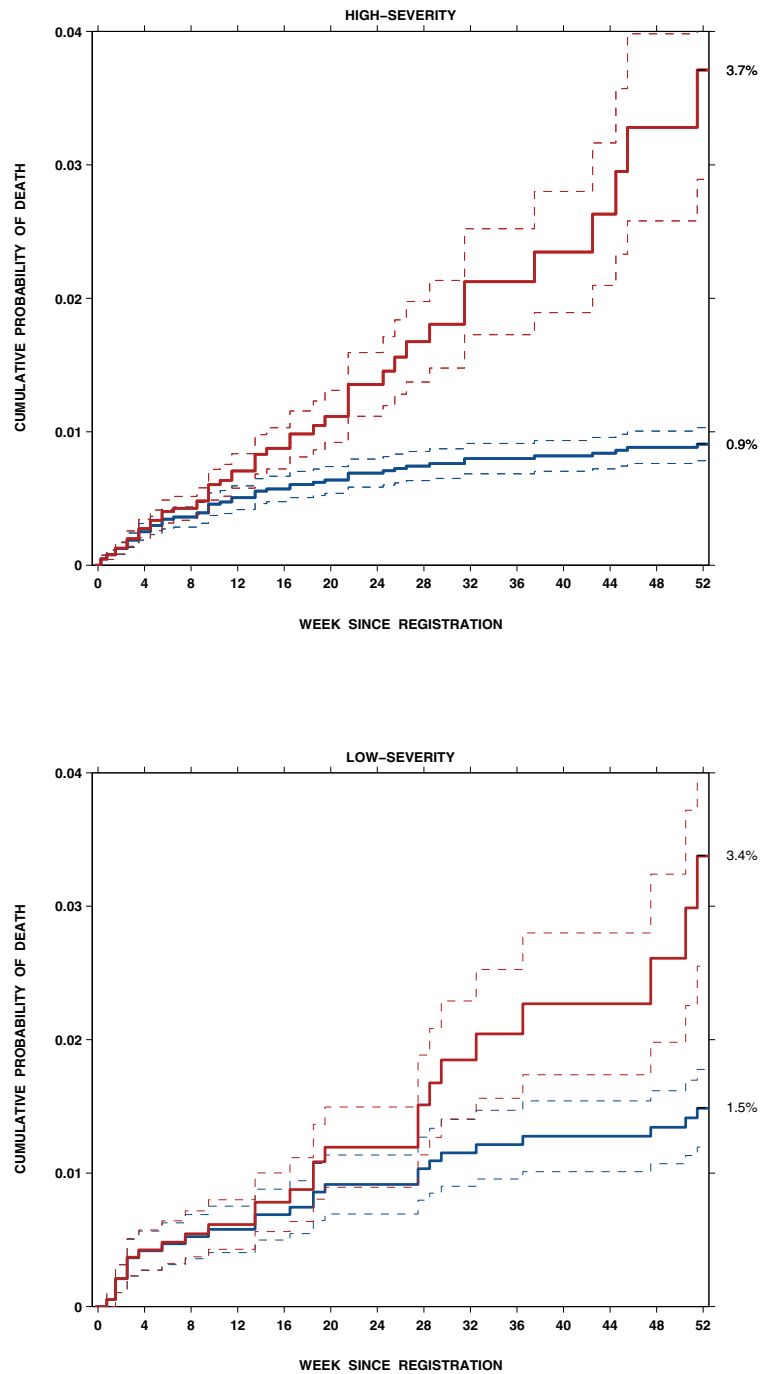 HIGH−SEVERITY
0.04
3.7%
0.03
CUMULATIVE PROBABILITY OF DEATH
0.02
0.01
0.9%
0
0 4 8 12 16 20 24 28 32 36 40 44 48 52
WEEK SINCE REGISTRATION
LOW−SEVERITY
0.04
3.4%
0.03
CUMULATIVE PROBABILITY OF DEATH
0.02
1.5%
0.01
0
0 4 8 12 16 20 24 28 32 36 40 44 48 52
WEEK SINCE REGISTRATION